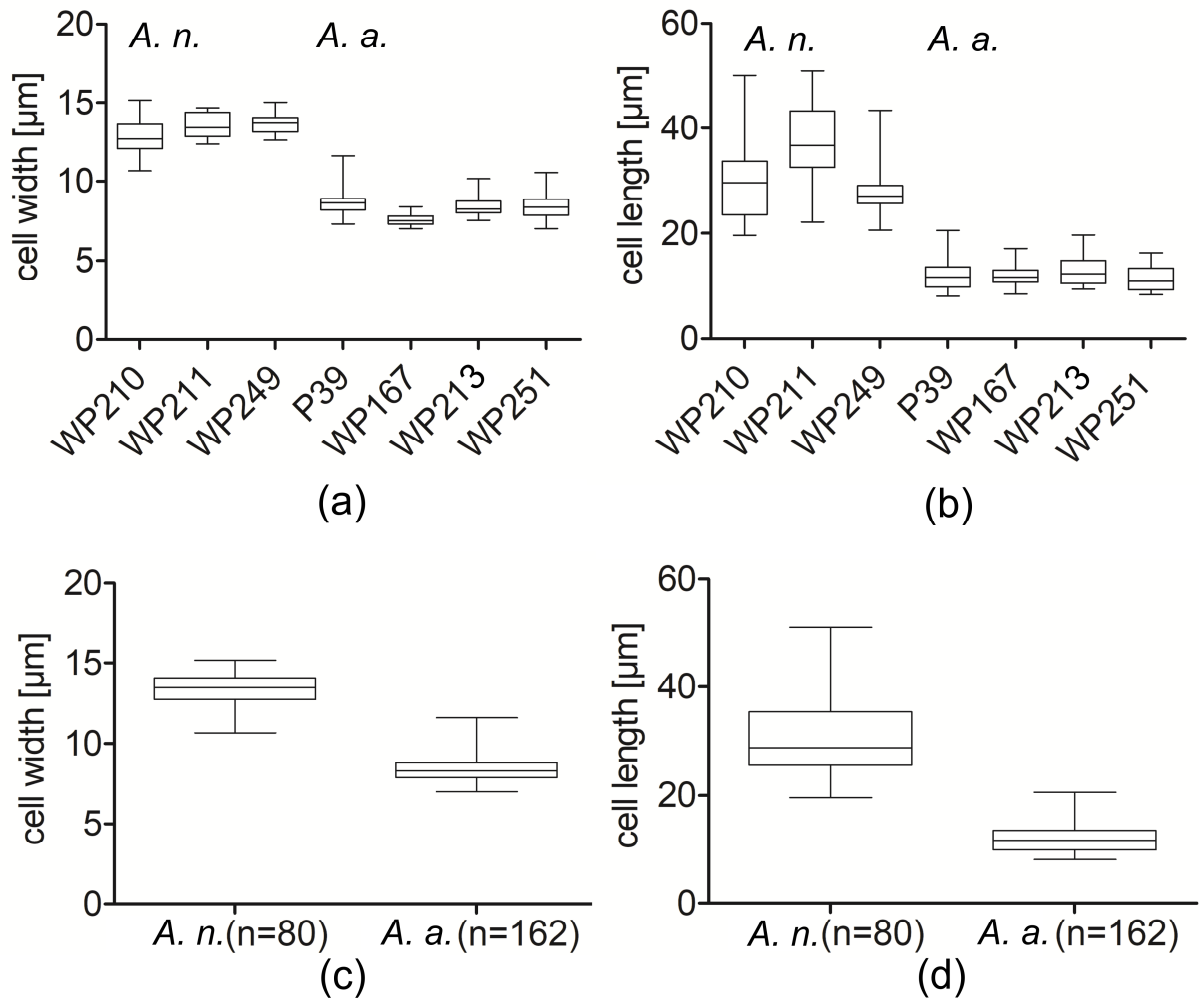 20
15
10
5
0
cell width [µm]
A. n.
A. a.
WP210
WP211
WP249
P39
WP167
WP213
WP251
(a)
60
40
20
0
cell length [µm]
A. n.
A. a.
WP210
WP211
WP249
P39
WP167
WP213
WP251
(b)
20
15
10
5
0
cell width [µm]
A. n.(n=80)
A. a.(n=162)
(c)
60
40
20
0
cell length [µm]
A. n.(n=80)
A. a.(n=162)
(d)